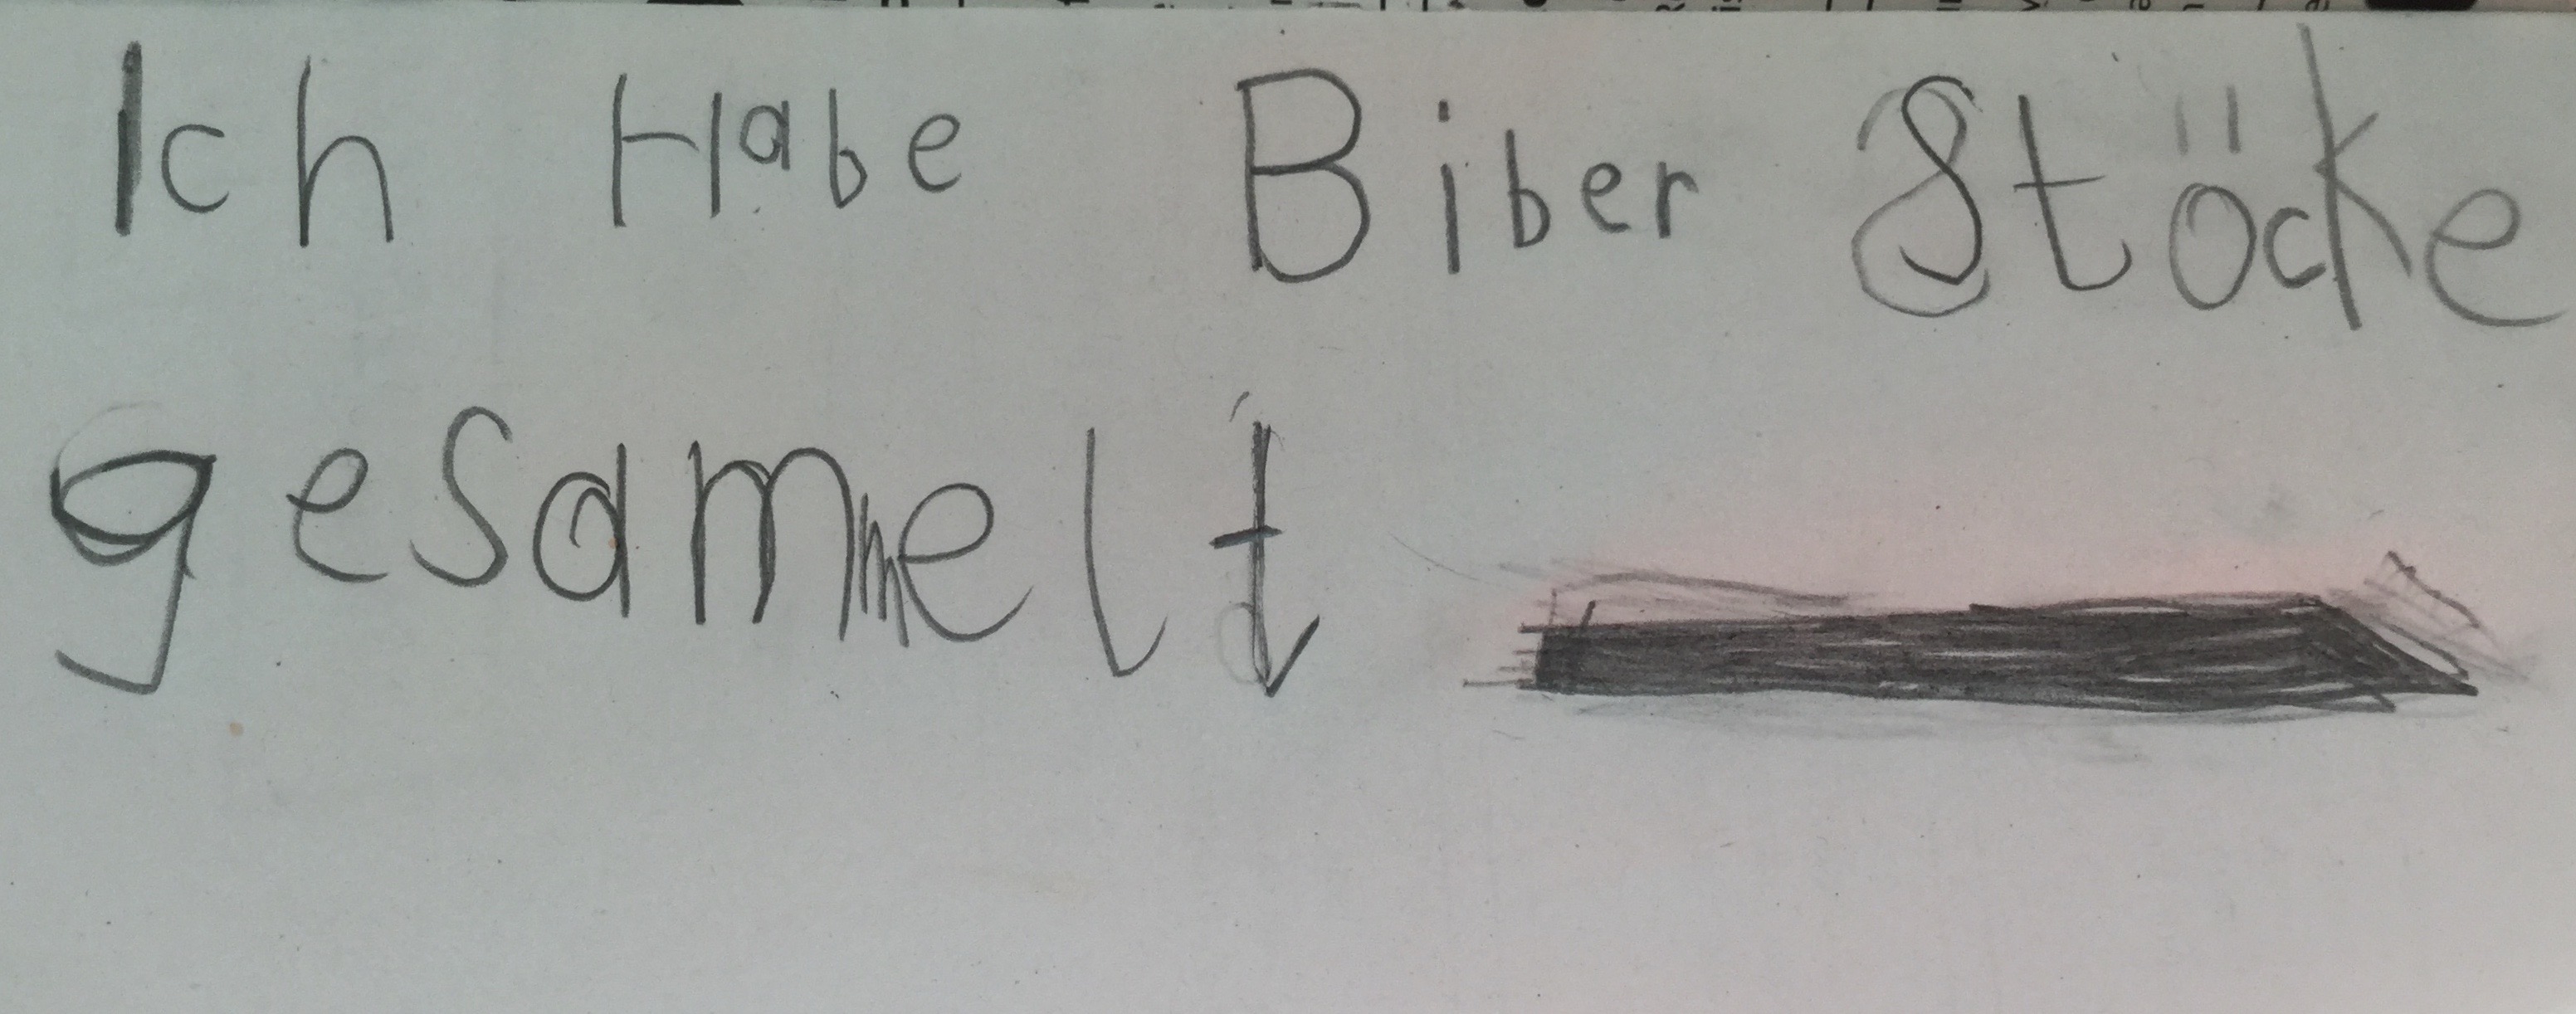 Ich Habe Biber Stöcke
gesammelt